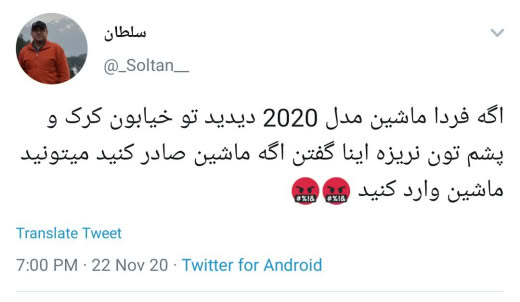 سلطان
@_Soltan__
اگه فردا ماشین مدل 2020 دیدید تو خیابون کرک و
پشم تون نریزه اینا گفتن اگه ماشین صادر کنید میتونید
ماشین وارد کنید 🤬🤬
Translate Tweet
7:00 PM · 22 Nov 20 · Twitter for Android